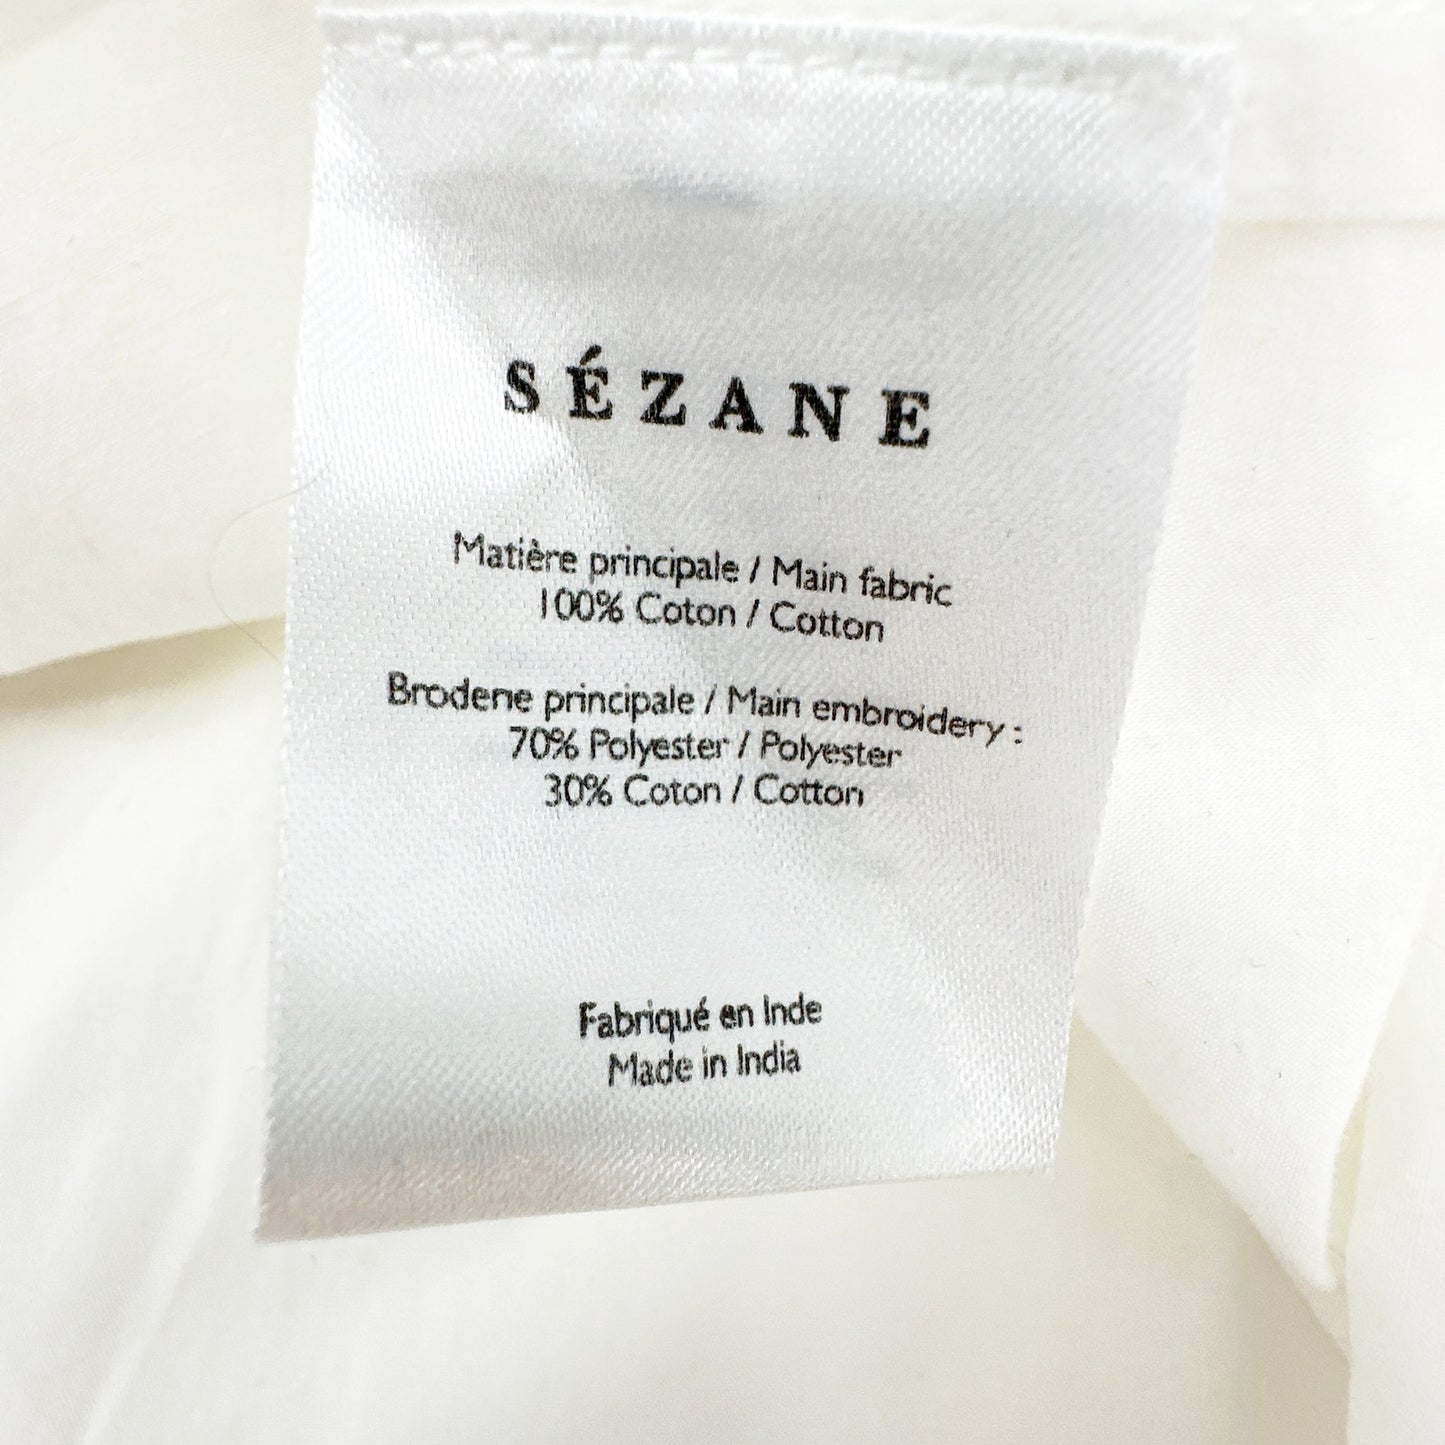 SÉZANE
Matière principale / Main fabric
100% Coton / Cotton
Broderie principale / Main embroidery :
70% Polyester / Polyester
30% Coton / Cotton
Fabriqué en Inde
Made in India